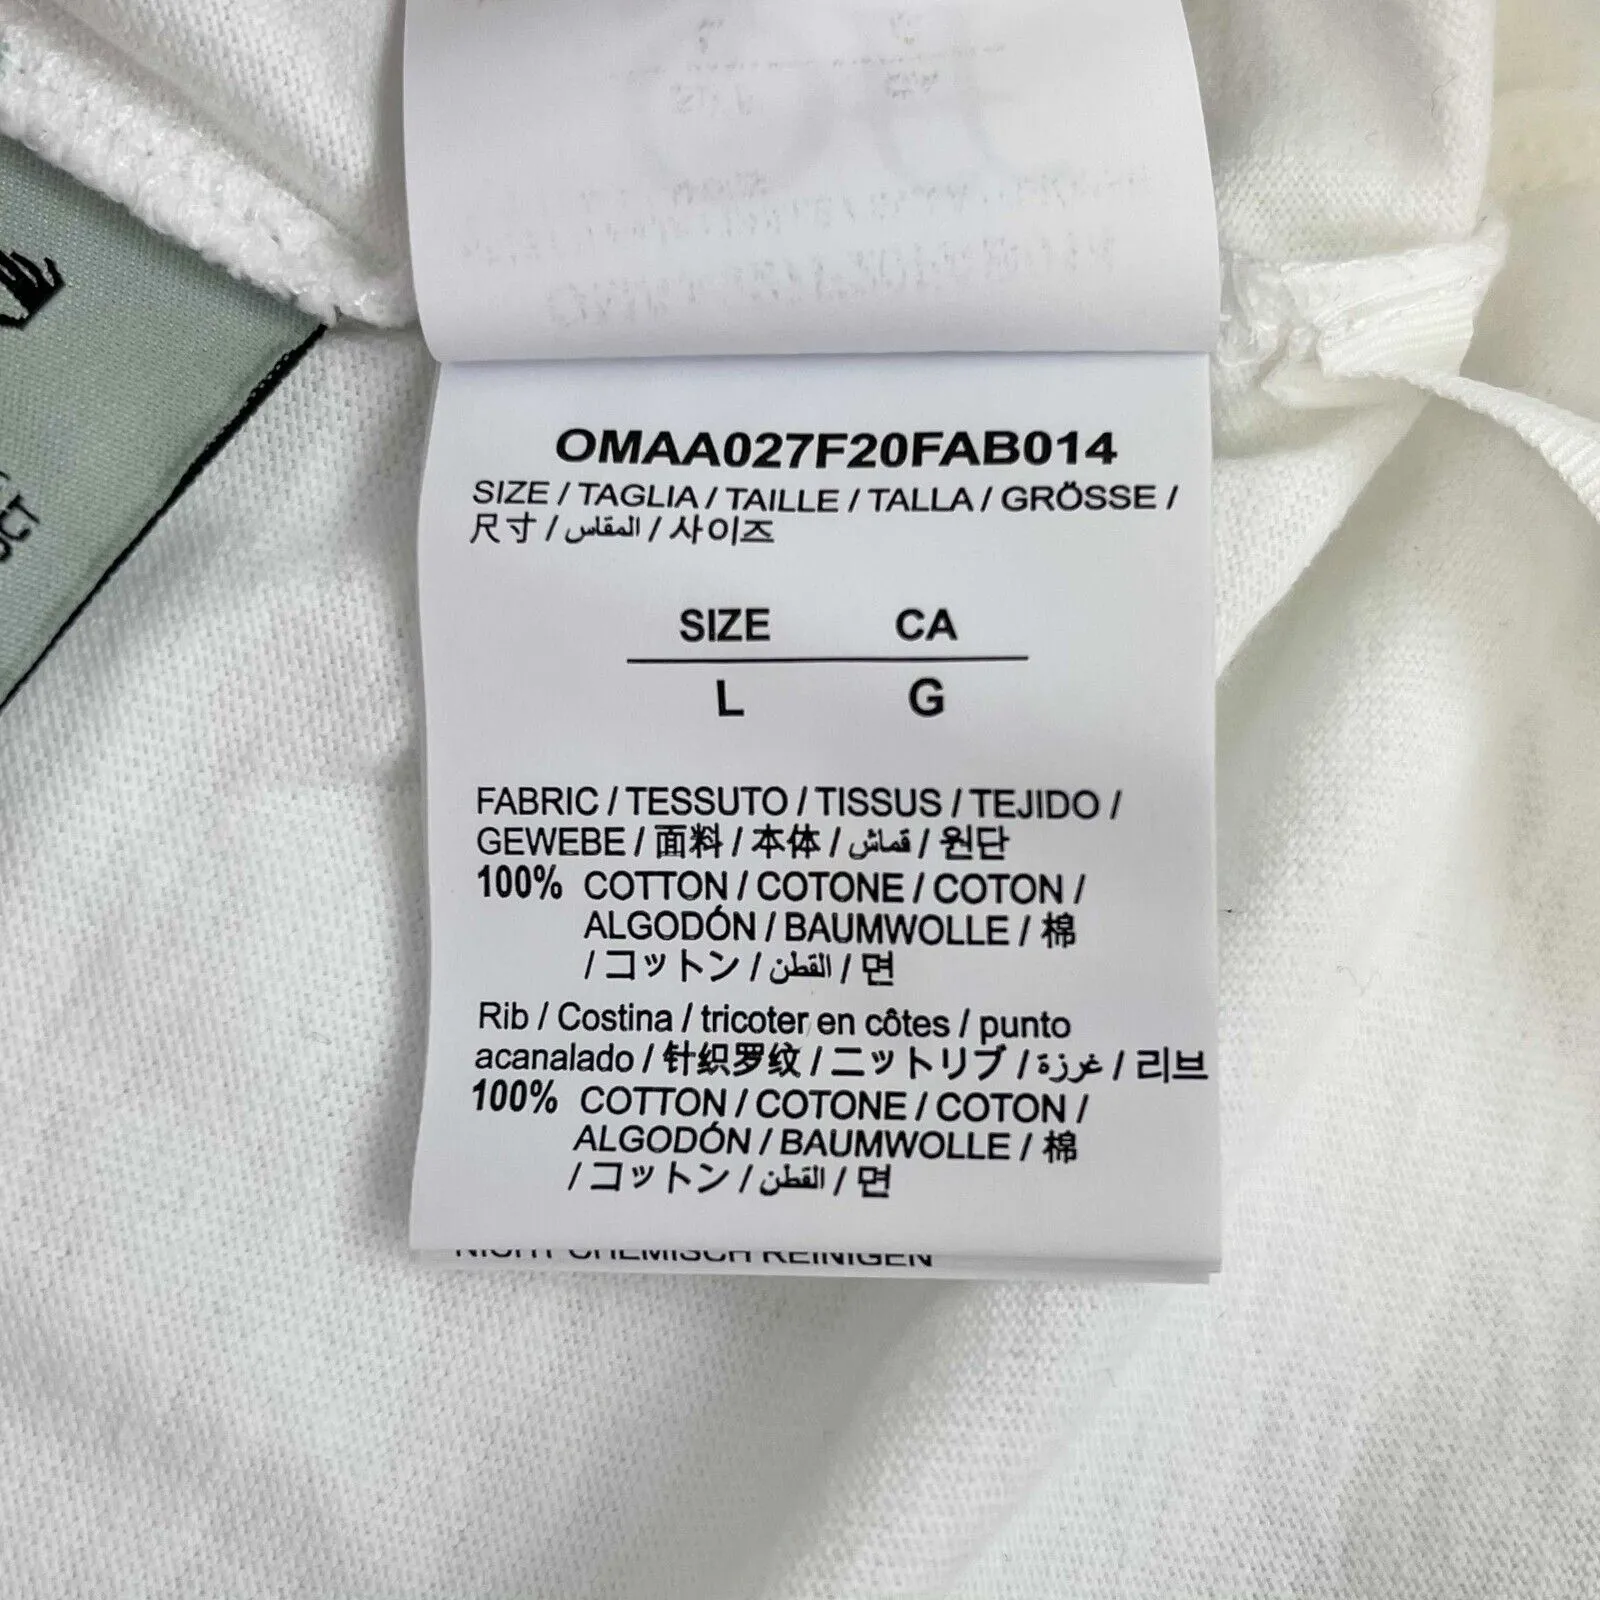 OMAA027F20FAB014
SIZE / TAGLIA / TAILLE / TALLA / GRÖSSE /
尺寸 / المقاس / 사이즈
SIZE CA
L G
FABRIC / TESSUTO / TISSUS / TEJIDO /
GEWEBE / 面料 / 本体 / قماش / 원단
100% COTTON / COTONE / COTON /
ALGODÓN / BAUMWOLLE / 棉
/ コットン / القطن / 면
Rib / Costina / tricoter en côtes / punto
acanalado / 针织罗纹 / ニットリブ / غرزة / 리브
100% COTTON / COTONE / COTON /
ALGODÓN / BAUMWOLLE / 棉
/ コットン / القطن / 면
NICHT CHEMISCH REINIGEN